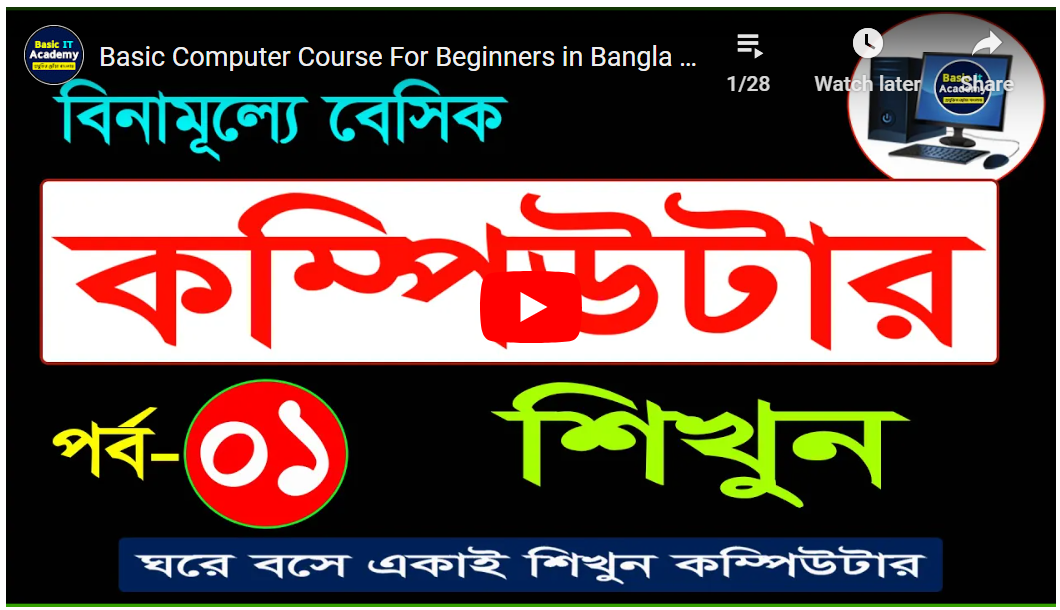 Basic IT
Academy
Basic Computer Course For Beginners in Bangla ...
1/28
Watch later
Share
Basic It
Academy
বিনামূল্যে বেসিক
কম্পিউটার
পর্ব-০১
শিখুন
ঘরে বসে একাই শিখুন কম্পিউটার